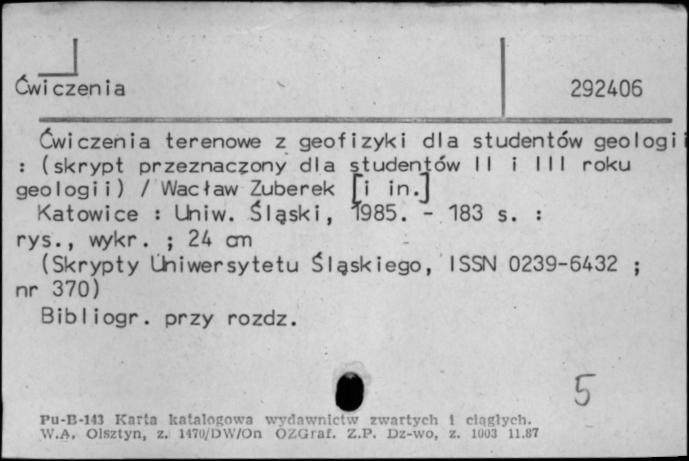 Ćwiczenia 292406
Ćwiczenia terenowe z geofizyki dla studentów geologii
: (skrypt przeznaczony dla studentów II i III roku
geologii) / Wacław Zuberek [i in.]
Katowice : Uniw. Śląski, 1985. - 183 s. :
rys., wykr. ; 24 cm
(Skrypty Uniwersytetu Śląskiego, ISSN 0239-6432 ;
nr 370)
Bibliogr. przy rozdz.
5
Pu-B-143 Karta katalogowa wydawnictw zwartych i ciągłych.
W.A. Olsztyn, z. 1470/DW/On OZGraf. Z.P. Dz-wo, z. 1003 11.87